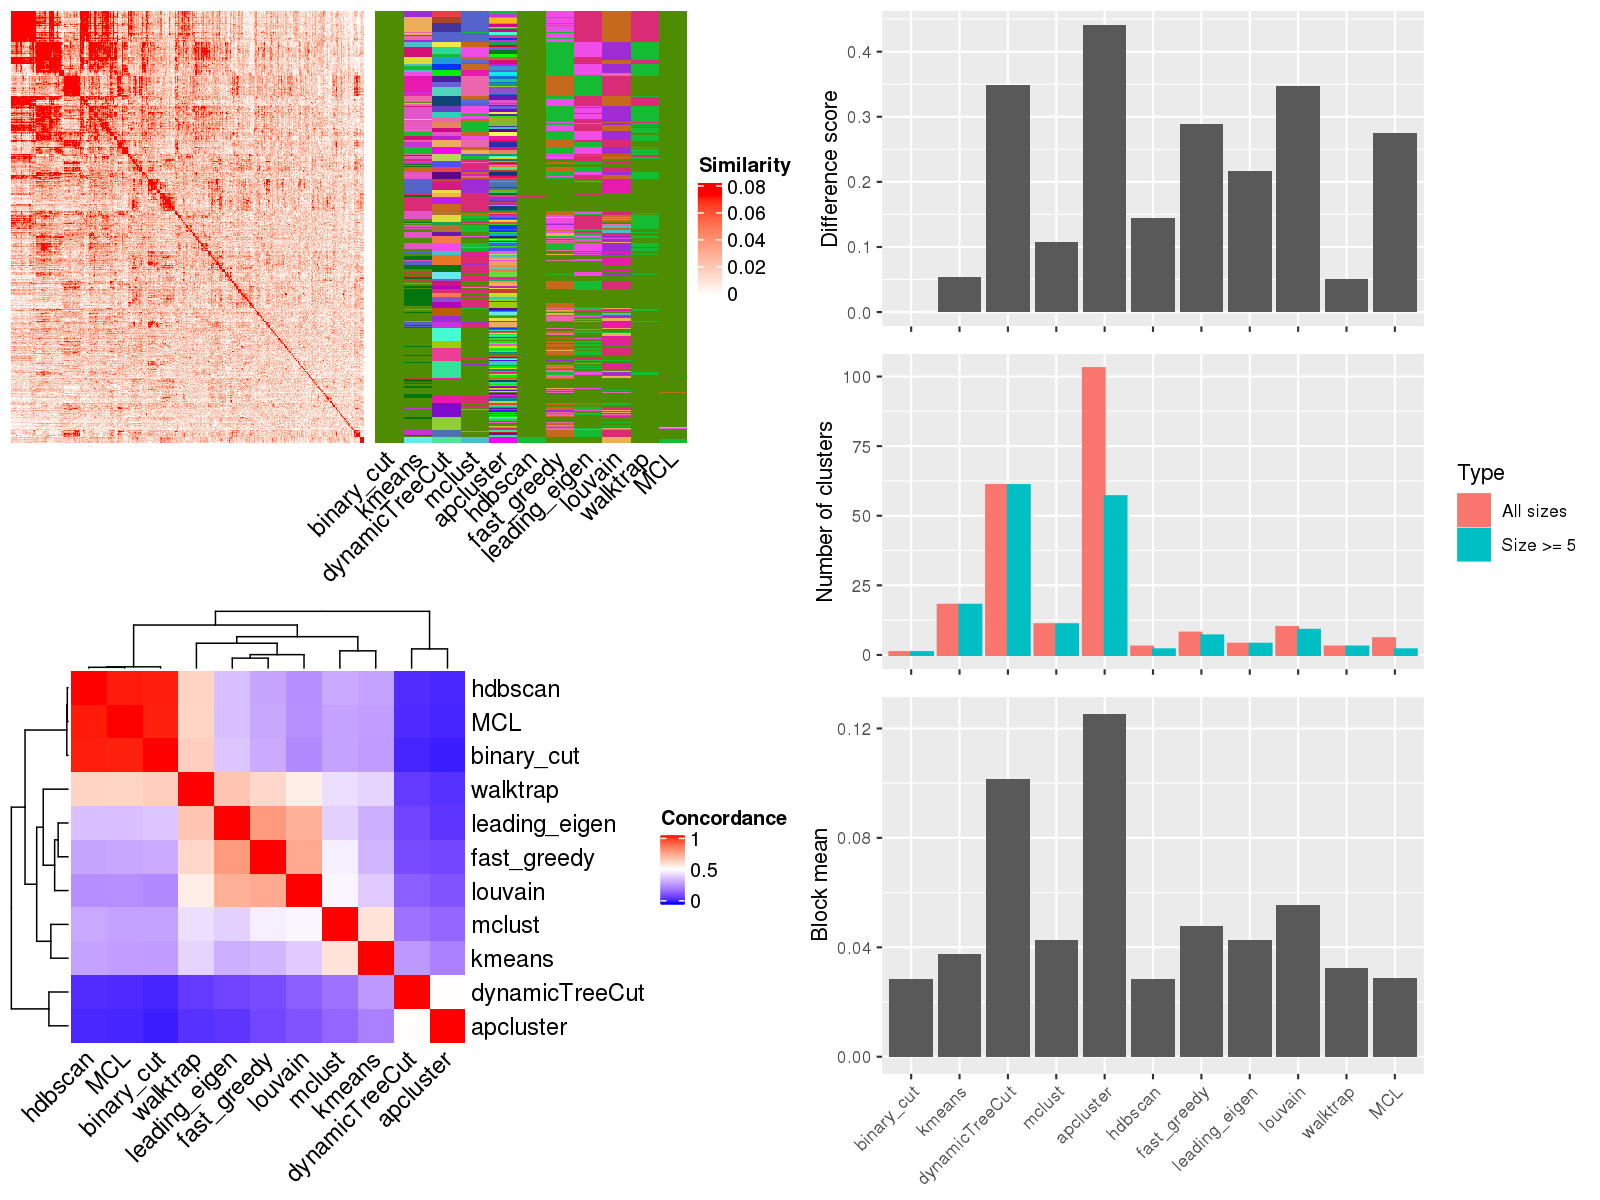 Similarity
0.08
0.06
0.04
0.02
0
binary_cut
kmeans
dynamicTreeCut
mclust
apcluster
hdbscan
fast_greedy
leading_eigen
louvain
walktrap
MCL
hdbscan
MCL
binary_cut
walktrap
leading_eigen
fast_greedy
louvain
mclust
kmeans
dynamicTreeCut
apcluster
Concordance
1
0.5
0
hdbscan
MCL
binary_cut
walktrap
leading_eigen
fast_greedy
louvain
mclust
kmeans
dynamicTreeCut
apcluster
Difference score
0.4
0.3
0.2
0.1
0.0
Number of clusters
100
75
50
25
0
Type
All sizes
Size >= 5
Block mean
0.12
0.08
0.04
0.00
binary_cut
kmeans
dynamicTreeCut
mclust
apcluster
hdbscan
fast_greedy
leading_eigen
louvain
walktrap
MCL